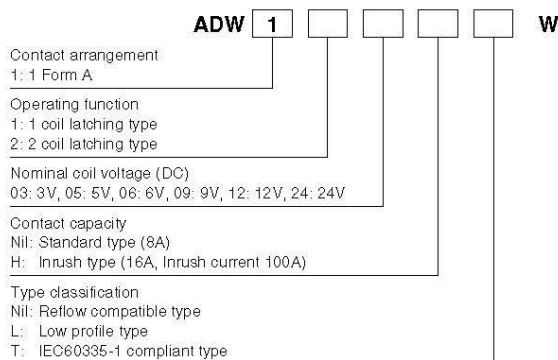 ADW 1 W
Contact arrangement
1: 1 Form A
Operating function
1: 1 coil latching type
2: 2 coil latching type
Nominal coil voltage (DC)
03: 3V, 05: 5V, 06: 6V, 09: 9V, 12: 12V, 24: 24V
Contact capacity
Nil: Standard type (8A)
H: Inrush type (16A, Inrush current 100A)
Type classification
Nil: Reflow compatible type
L: Low profile type
T: IEC60335-1 compliant type